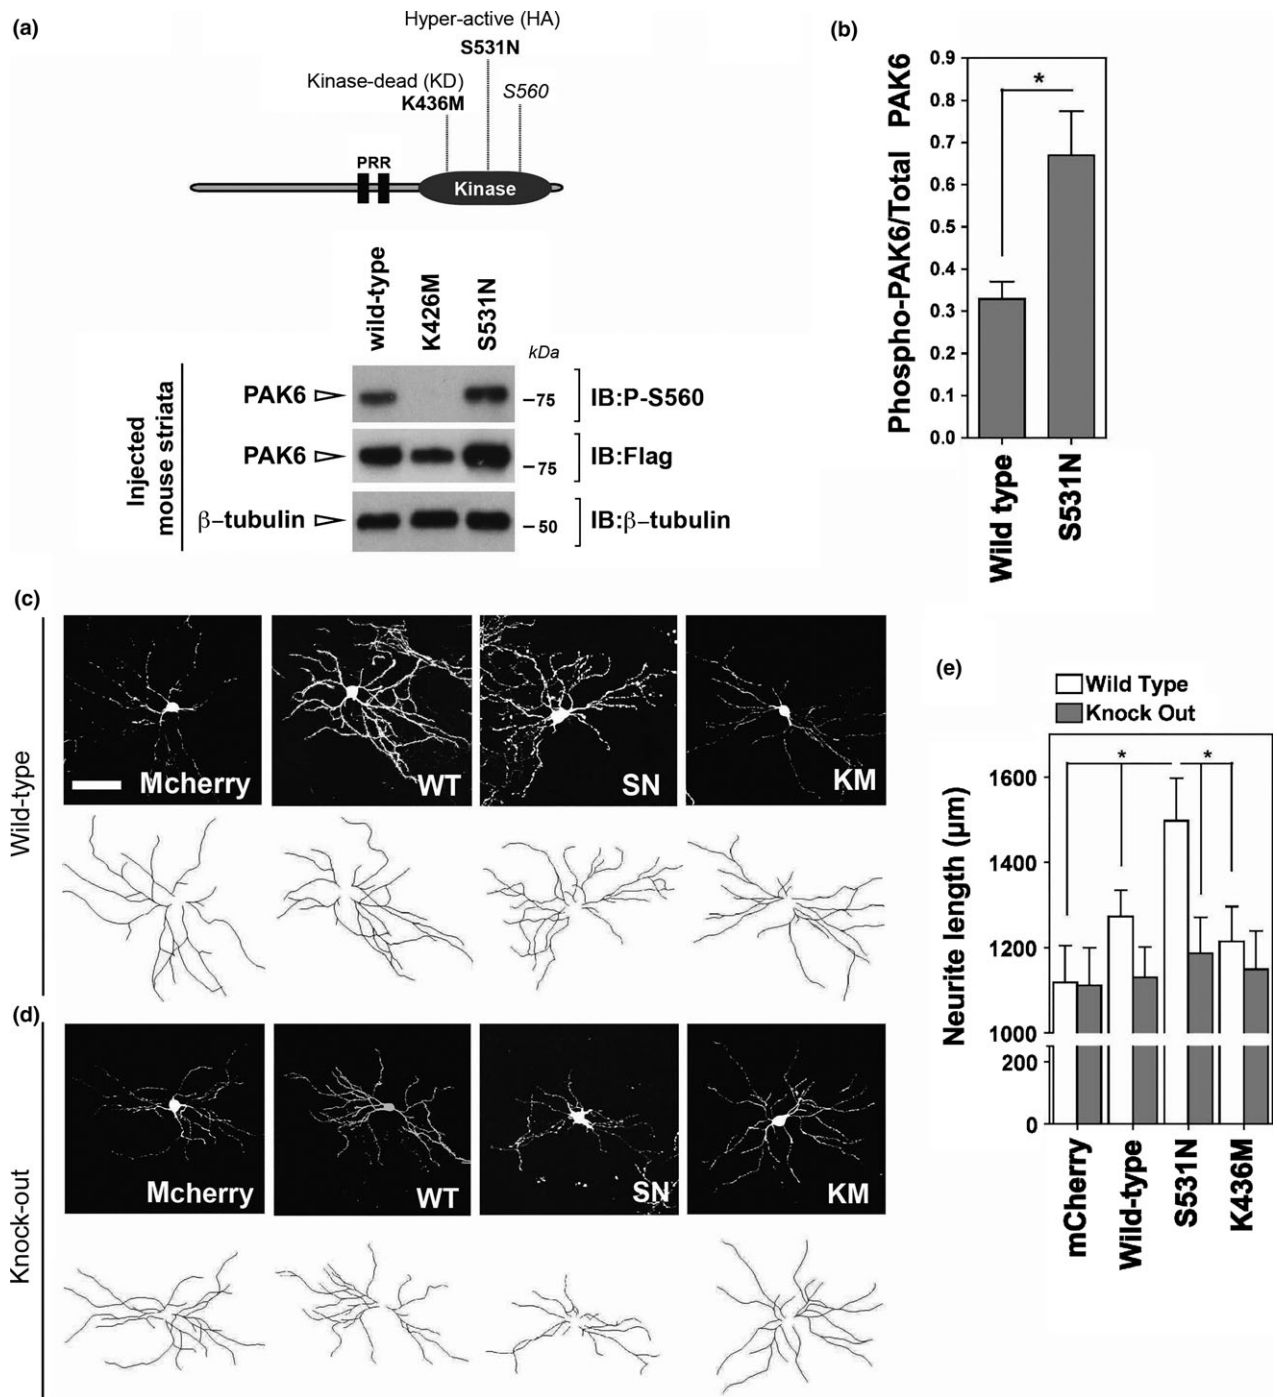 (a)
Hyper-active (HA)
S531N
Kinase-dead (KD)
K436M
S560
PRR
Kinase
wild-type
K426M
S531N
kDa
Injected
mouse striata
PAK6
–75
IB:P-S560
PAK6
–75
IB:Flag
β–tubulin
–50
IB:β–tubulin
(b)
Phospho-PAK6/Total PAK6
0.9
0.8
0.7
0.6
0.5
0.4
0.3
0.2
0.1
0.0
*
Wild type
S531N
(c)
Wild-type
Mcherry
WT
SN
KM
(d)
Knock-out
Mcherry
WT
SN
KM
(e)
Wild Type
Knock Out
Neurite length (µm)
1600
1400
1200
1000
200
0
*
*
mCherry
Wild-type
S531N
K436M